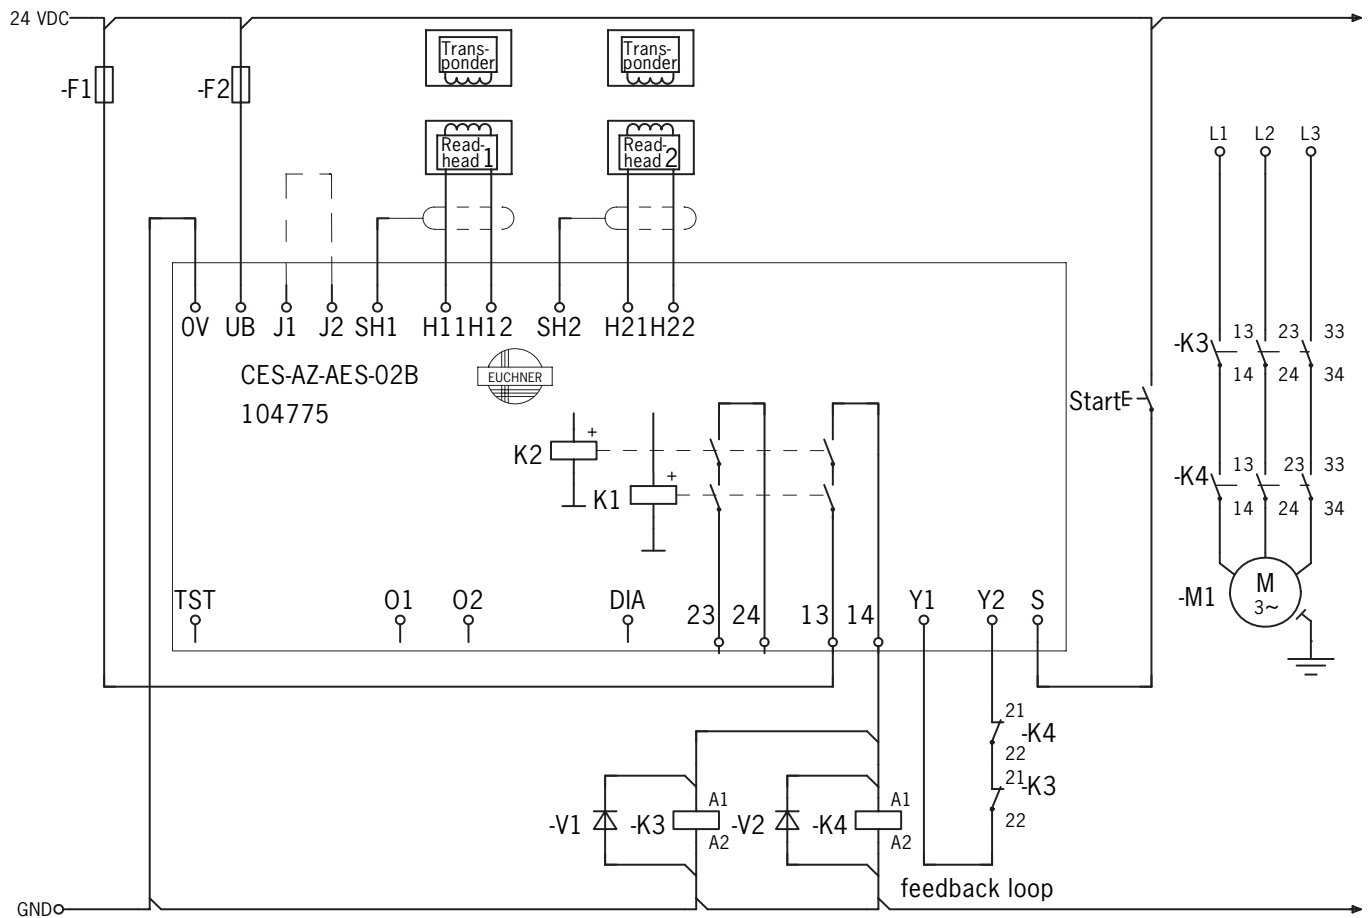 24 VDC
Trans-
ponder
Trans-
ponder
-F1
-F2
L1 L2 L3
Read-
head 1
Read-
head 2
0V UB J1 J2 SH1 H11 H12 SH2 H21 H22
13 23 33
-K3
14 24 34
CES-AZ-AES-02B
EUCHNER
104775
StartE
K2 +
K1 +
13 23 33
-K4
14 24 34
TST O1 O2 DIA 23 24 13 14 Y1 Y2 S
M
3~
-M1
21
-K4
22
21
-K3
22
-V1 -K3 A1
A2
-V2 -K4 A1
A2
feedback loop
GND